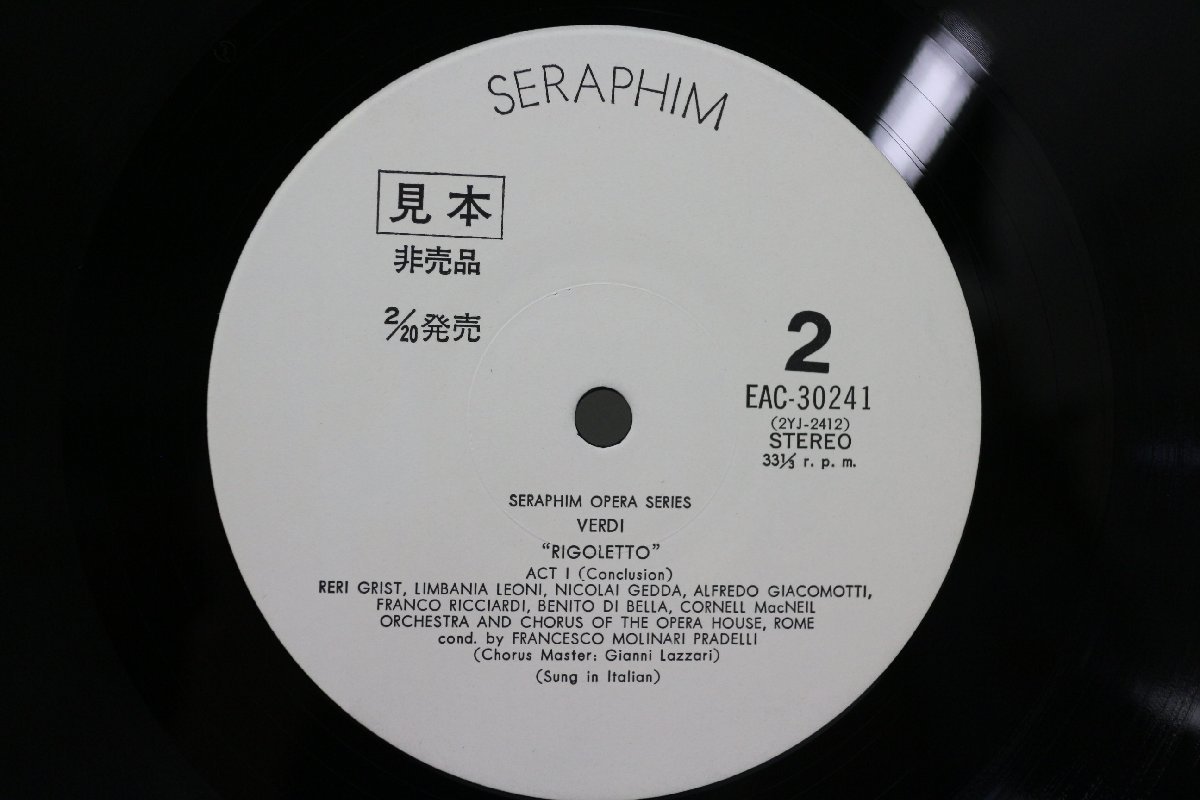 SERAPHIM
見本
非売品
2/20発売
2
EAC-30241
(2YJ-2412)
STEREO
33⅓ r. p. m.
SERAPHIM OPERA SERIES
VERDI
“RIGOLETTO”
ACT I (Conclusion)
RERI GRIST, LIMBANIA LEONI, NICOLAI GEDDA, ALFREDO GIACOMOTTI,
FRANCO RICCIARDI, BENITO DI BELLA, CORNELL MacNEIL
ORCHESTRA AND CHORUS OF THE OPERA HOUSE, ROME
cond. by FRANCESCO MOLINARI PRADELLI
(Chorus Master: Gianni Lazzari)
(Sung in Italian)